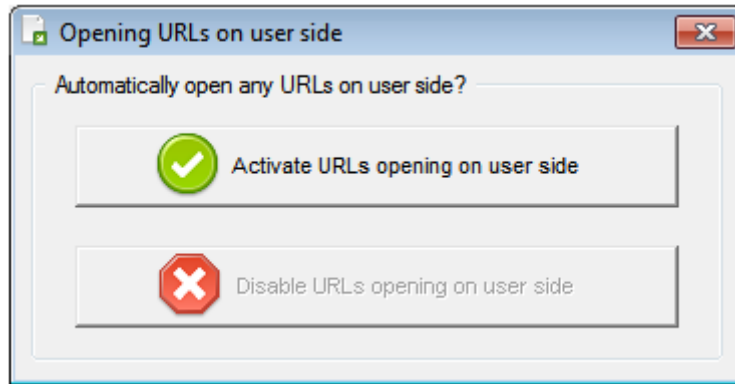 Opening URLs on user side
Automatically open any URLs on user side?
Activate URLs opening on user side
Disable URLs opening on user side